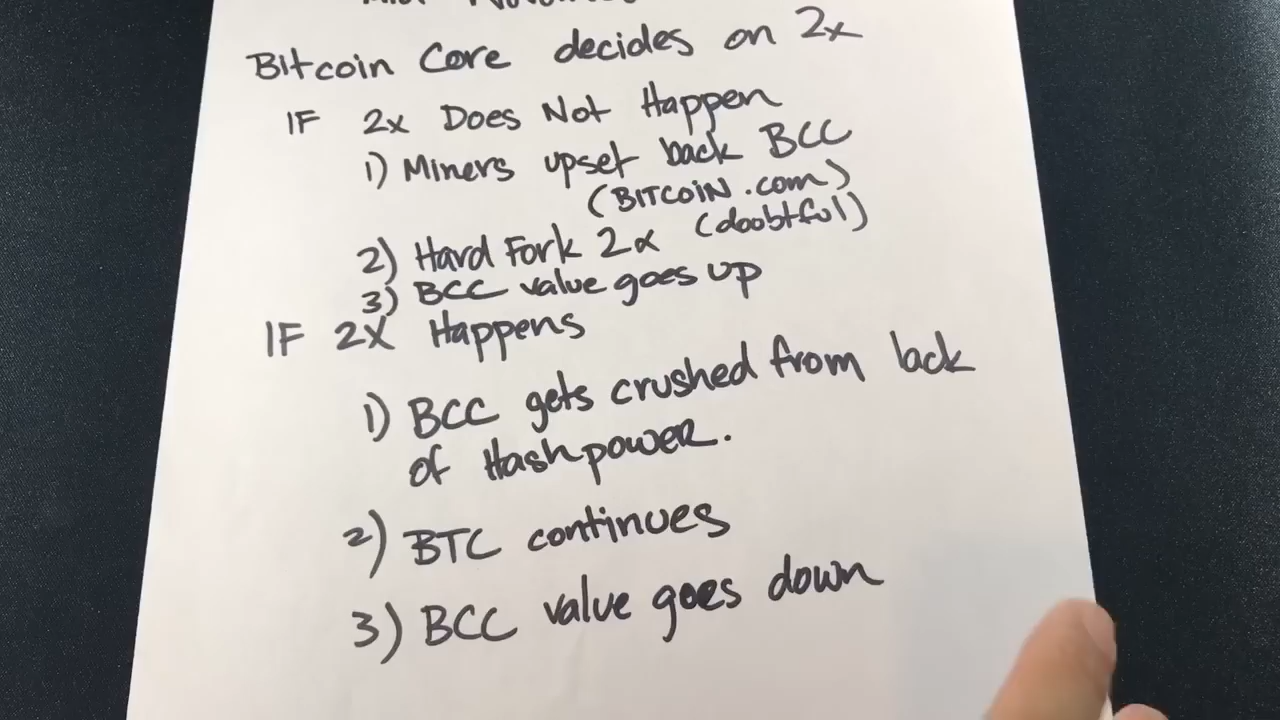 Bitcoin Core decides on 2x
IF 2x Does Not Happen
1) Miners upset back BCC
(BITCOIN.com)
2) Hard Fork 2x (doobtful)
3) BCC value goes up
IF 2X Happens
1) BCC gets crushed from lack
of Hashpower.
2) BTC continues
3) BCC value goes down